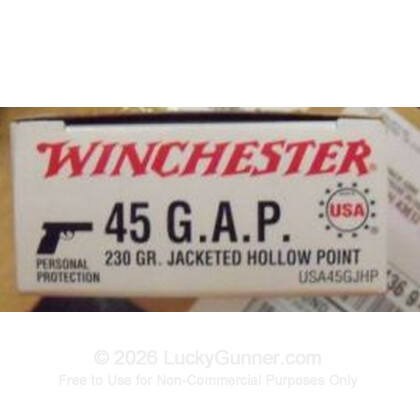 WINCHESTER
USA
45 G.A.P.
PERSONAL
PROTECTION
230 GR. JACKETED HOLLOW POINT
USA45GJHP
© 2026 LuckyGunner.com
Free to Use for Non-Commercial Purposes Only